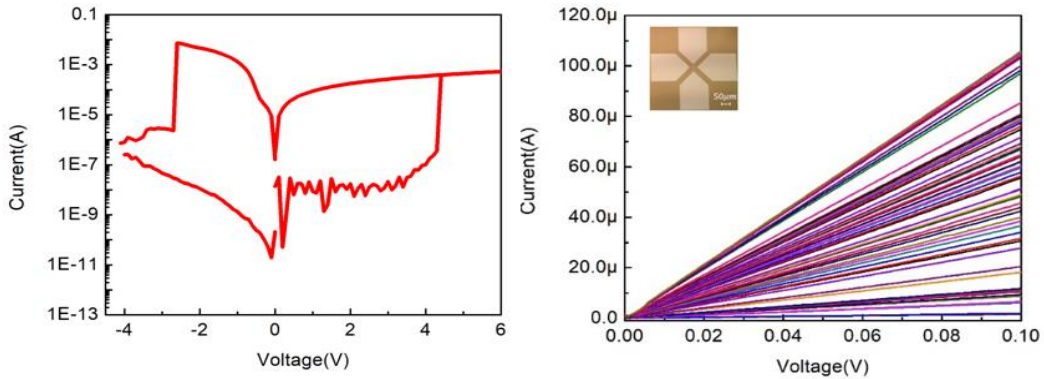 0.1
1E-3
1E-5
1E-7
1E-9
1E-11
1E-13
-4 -2 0 2 4 6
Voltage(V)
Current(A)
120.0μ
100.0μ
80.0μ
60.0μ
40.0μ
20.0μ
0.0
0.00 0.02 0.04 0.06 0.08 0.10
Voltage(V)
Current(A)
50μm